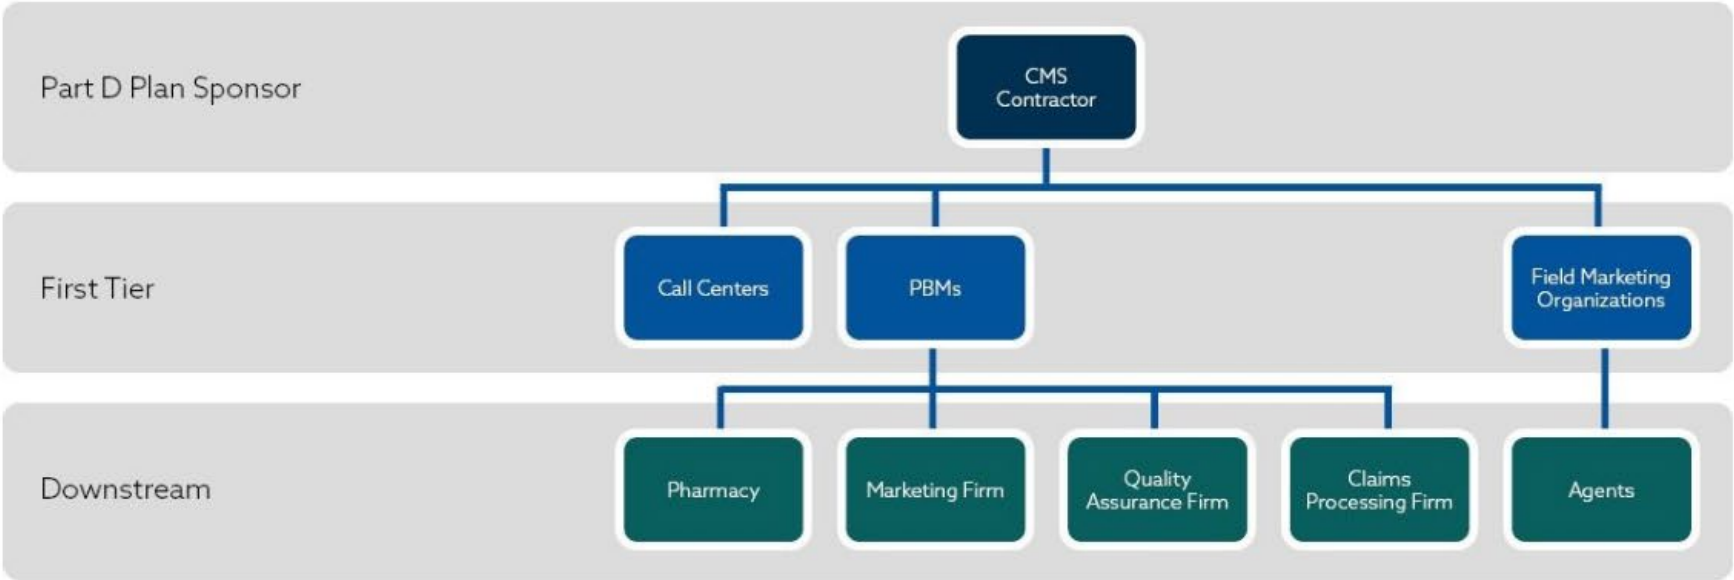 Part D Plan Sponsor
CMS
Contractor
First Tier
Call Centers
PBMs
Field Marketing
Organizations
Downstream
Pharmacy
Marketing Firm
Quality
Assurance Firm
Claims
Processing Firm
Agents